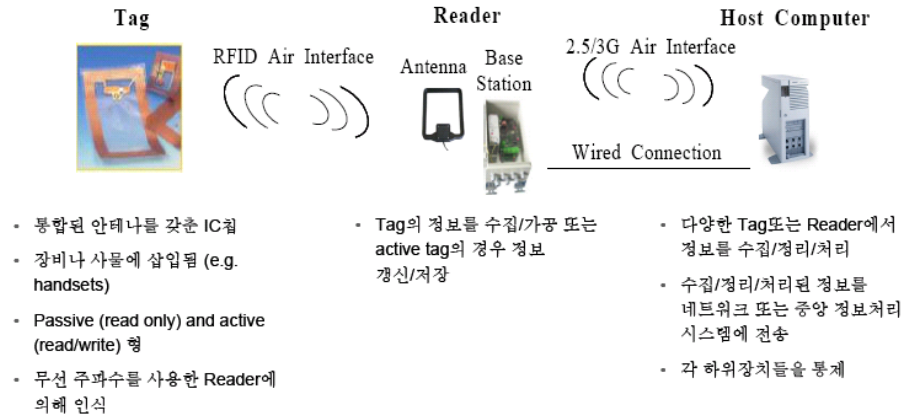 Tag
Reader
Host Computer
RFID Air Interface
Antenna
Base
Station
2.5/3G Air Interface
Wired Connection
- 통합된 안테나를 갖춘 IC칩
- 장비나 사물에 삽입됨 (e.g.
handsets)
- Passive (read only) and active
(read/write) 형
- 무선 주파수를 사용한 Reader에
의해 인식
- Tag의 정보를 수집/가공 또는
active tag의 경우 정보
갱신/저장
- 다양한 Tag또는 Reader에서
정보를 수집/정리/처리
- 수집/정리/처리된 정보를
네트워크 또는 중앙 정보처리
시스템에 전송
- 각 하위장치들을 통제